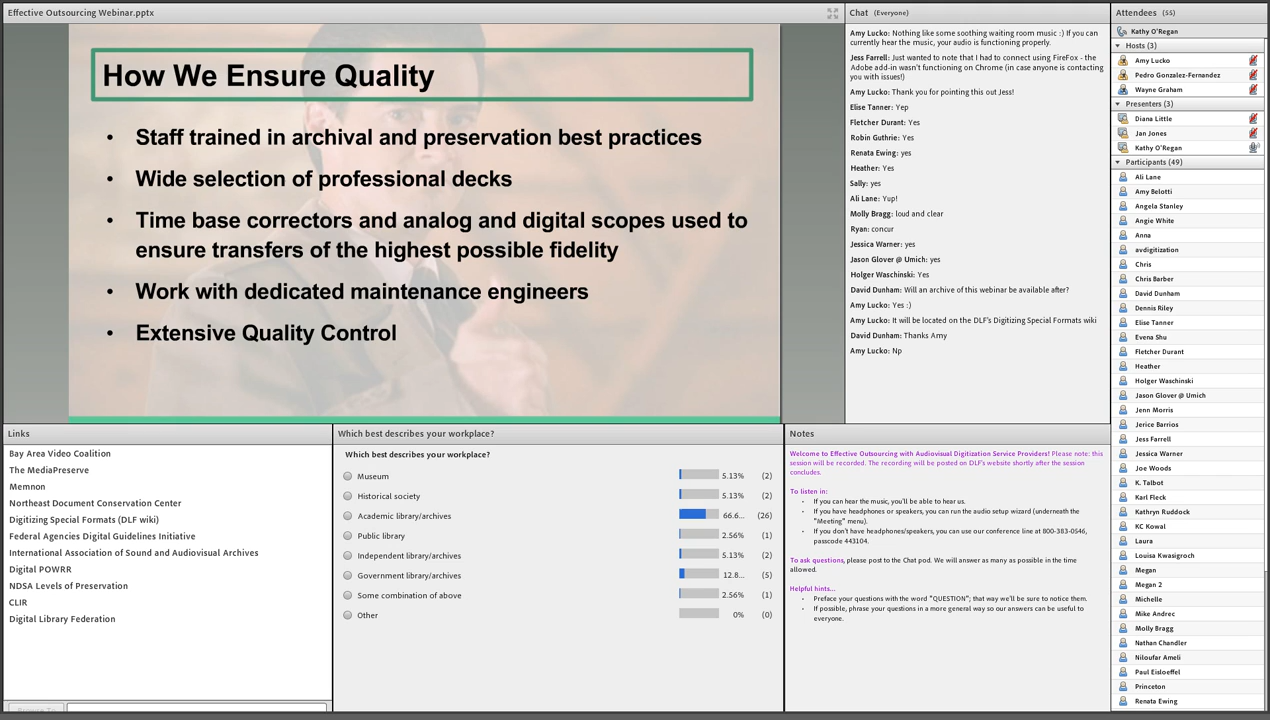 Effective Outsourcing Webinar.pptx
How We Ensure Quality
• Staff trained in archival and preservation best practices
• Wide selection of professional decks
• Time base correctors and analog and digital scopes used to
ensure transfers of the highest possible fidelity
• Work with dedicated maintenance engineers
• Extensive Quality Control
Chat (Everyone)
Amy Lucko: Nothing like some soothing waiting room music :) If you can
currently hear the music, your audio is functioning properly.
Jess Farrell: Just wanted to note that I had to connect using FireFox - the
Adobe add-in wasn't functioning on Chrome (in case anyone is contacting
you with issues!)
Amy Lucko: Thank you for pointing this out Jess!
Elise Tanner: Yep
Fletcher Durant: Yes
Robin Guthrie: Yes
Renata Ewing: yes
Heather: Yes
Sally: yes
Ali Lane: Yup!
Molly Bragg: loud and clear
Ryan: concur
Jessica Warner: yes
Jason Glover @ Umich: yes
Holger Waschinski: Yes
David Dunham: Will an archive of this webinar be available after?
Amy Lucko: Yes :)
Amy Lucko: It will be located on the DLF's Digitizing Special Formats wiki
David Dunham: Thanks Amy
Amy Lucko: Np
Attendees (55)
Kathy O'Regan
Hosts (3)
Amy Lucko
Pedro Gonzalez-Fernandez
Wayne Graham
Presenters (3)
Diana Little
Jan Jones
Kathy O'Regan
Participants (49)
Ali Lane
Amy Belotti
Angela Stanley
Angie White
Anna
avdigitization
Chris
Chris Barber
David Dunham
Dennis Riley
Elise Tanner
Evena Shu
Fletcher Durant
Heather
Holger Waschinski
Jason Glover @ Umich
Jenn Morris
Jerice Barrios
Jess Farrell
Jessica Warner
Joe Woods
K. Talbot
Karl Fleck
Kathryn Ruddock
KC Kowal
Laura
Louisa Kwasigroch
Megan
Megan 2
Michelle
Mike Andrec
Molly Bragg
Nathan Chandler
Niloufar Ameli
Paul Eisloeffel
Princeton
Renata Ewing
Links
Bay Area Video Coalition
The MediaPreserve
Memnon
Northeast Document Conservation Center
Digitizing Special Formats (DLF wiki)
Federal Agencies Digital Guidelines Initiative
International Association of Sound and Audiovisual Archives
Digital POWRR
NDSA Levels of Preservation
CLIR
Digital Library Federation
Browse To
Which best describes your workplace?
Which best describes your workplace?
Museum 5.13% (2)
Historical society 5.13% (2)
Academic library/archives 66.6... (26)
Public library 2.56% (1)
Independent library/archives 5.13% (2)
Government library/archives 12.8... (5)
Some combination of above 2.56% (1)
Other 0% (0)
Notes
Welcome to Effective Outsourcing with Audiovisual Digitization Service Providers! Please note: this
session will be recorded. The recording will be posted on DLF's website shortly after the session
concludes.
To listen in:
• If you can hear the music, you'll be able to hear us.
• If you have headphones or speakers, you can run the audio setup wizard (underneath the
"Meeting" menu).
• If you don't have headphones/speakers, you can use our conference line at 800-383-0546,
passcode 443104.
To ask questions, please post to the Chat pod. We will answer as many as possible in the time
allowed.
Helpful hints...
• Preface your questions with the word "QUESTION"; that way we'll be sure to notice them.
• If possible, phrase your questions in a more general way so our answers can be useful to
everyone.